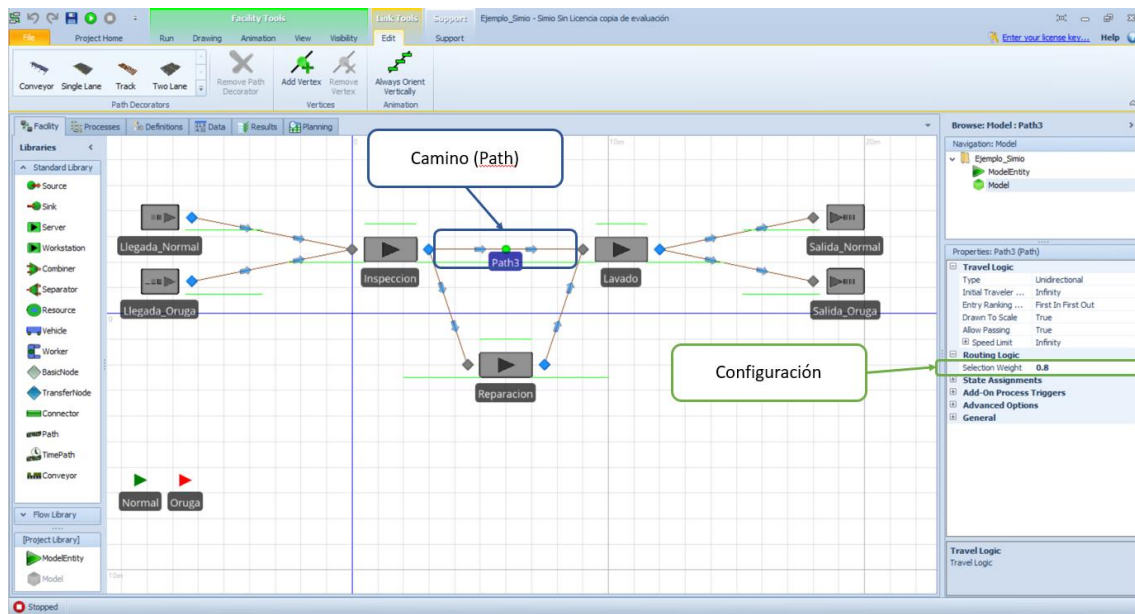 Facility Tools
Link Tools
Support
Ejemplo_Simio - Simio Sin Licencia copia de evaluación
File
Project Home
Run
Drawing
Animation
View
Visibility
Edit
Support
Enter your license key...
Help
Conveyor
Single Lane
Track
Two Lane
Remove Path
Decorator
Add Vertex
Remove
Vertex
Always Orient
Vertically
Path Decorators
Vertices
Animation
Facility
Processes
Definitions
Data
Results
Planning
Libraries
Standard Library
Source
Sink
Server
Workstation
Combiner
Separator
Resource
Vehicle
Worker
BasicNode
TransferNode
Connector
Path
TimePath
Conveyor
Flow Library
[Project Library]
ModelEntity
Model
0
10m
20m
0
10m
Camino (Path)
Llegada_Normal
Llegada_Oruga
Inspeccion
Path3
Lavado
Salida_Normal
Salida_Oruga
Reparacion
Configuración
Normal
Oruga
Browse: Model : Path3
Navigation: Model
Ejemplo_Simio
ModelEntity
Model
Properties: Path3 (Path)
Travel Logic
Type Unidirectional
Initial Traveler ... Infinity
Entry Ranking ... First In First Out
Drawn To Scale True
Allow Passing True
Speed Limit Infinity
Routing Logic
Selection Weight 0.8
State Assignments
Add-On Process Triggers
Advanced Options
General
Travel Logic
Travel Logic
Stopped